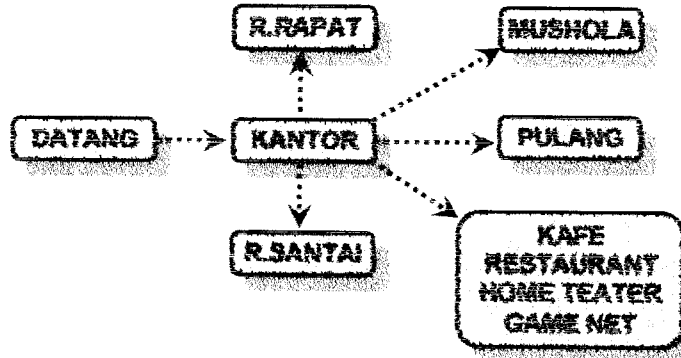 R.RAPAT
MUSHOLA
DATANG
KANTOR
PULANG
R.SANTAI
KAFE
RESTAURANT
HOME TEATER
GAME NET